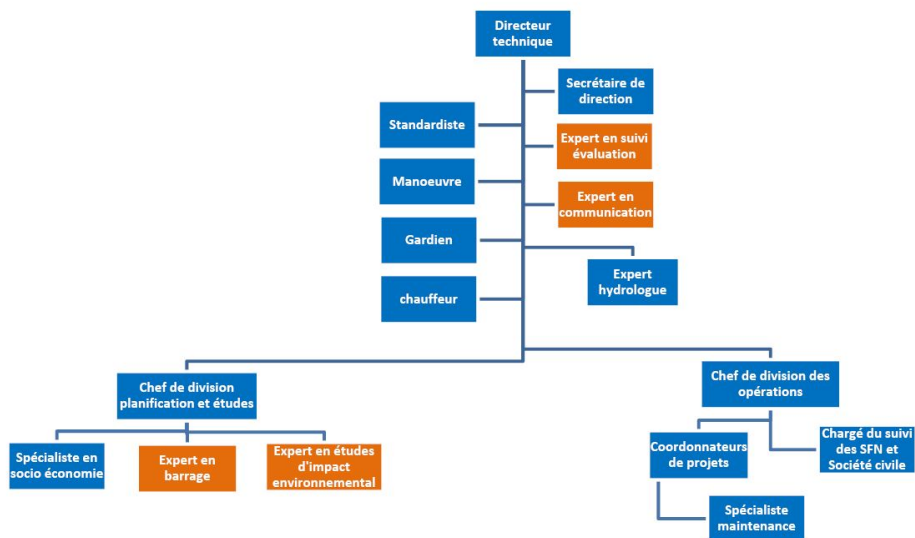 Directeur
technique
Secrétaire de
direction
Standardiste
Expert en suivi
évaluation
Manoeuvre
Expert en
communication
Gardien
Expert
hydrologue
chauffeur
Chef de division
planification et études
Chef de division des
opérations
Spécialiste en
socio économie
Expert en
barrage
Expert en études
d'impact
environnemental
Coordonnateurs
de projets
Chargé du suivi
des SFN et
Société civile
Spécialiste
maintenance